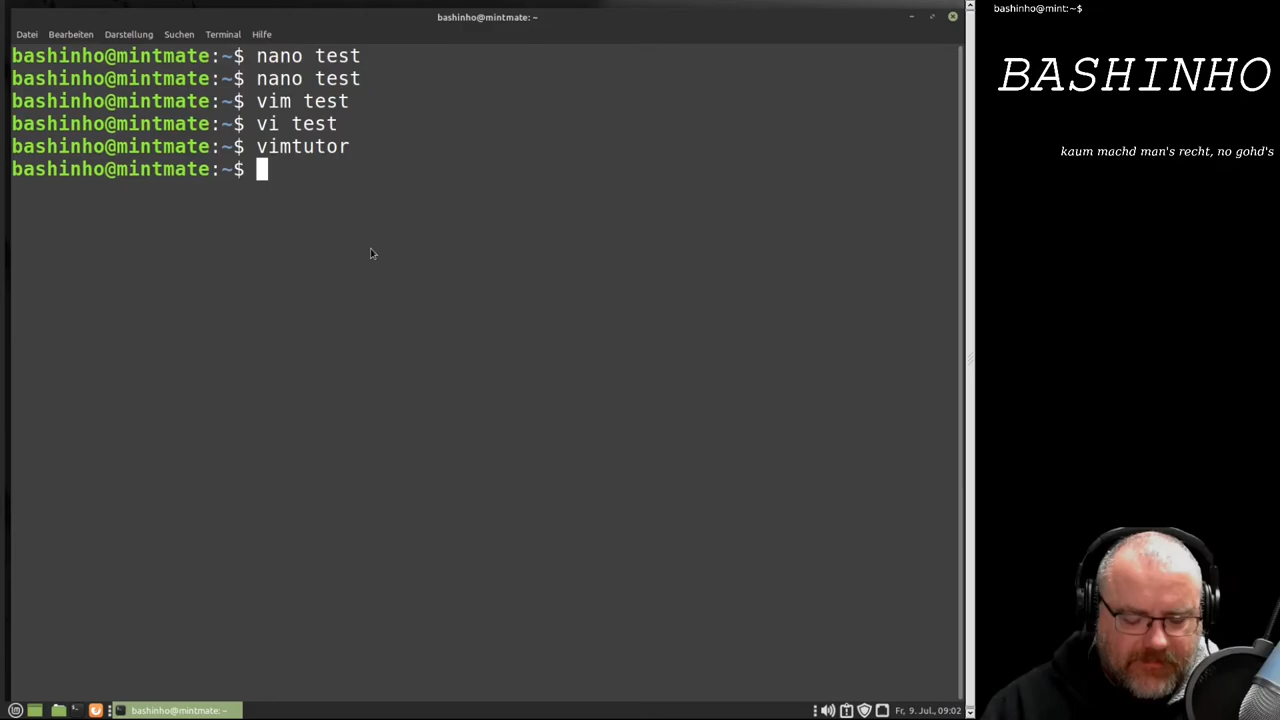 bashinho@mintmate: ~
Datei Bearbeiten Darstellung Suchen Terminal Hilfe
bashinho@mintmate:~$ nano test
bashinho@mintmate:~$ nano test
bashinho@mintmate:~$ vim test
bashinho@mintmate:~$ vi test
bashinho@mintmate:~$ vimtutor
bashinho@mintmate:~$
bashinho@mint:~$
BASHINHO
kaum machd man's recht, no gohd's
bashinho@mintmate: ~
Fr, 9. Jul., 09:02